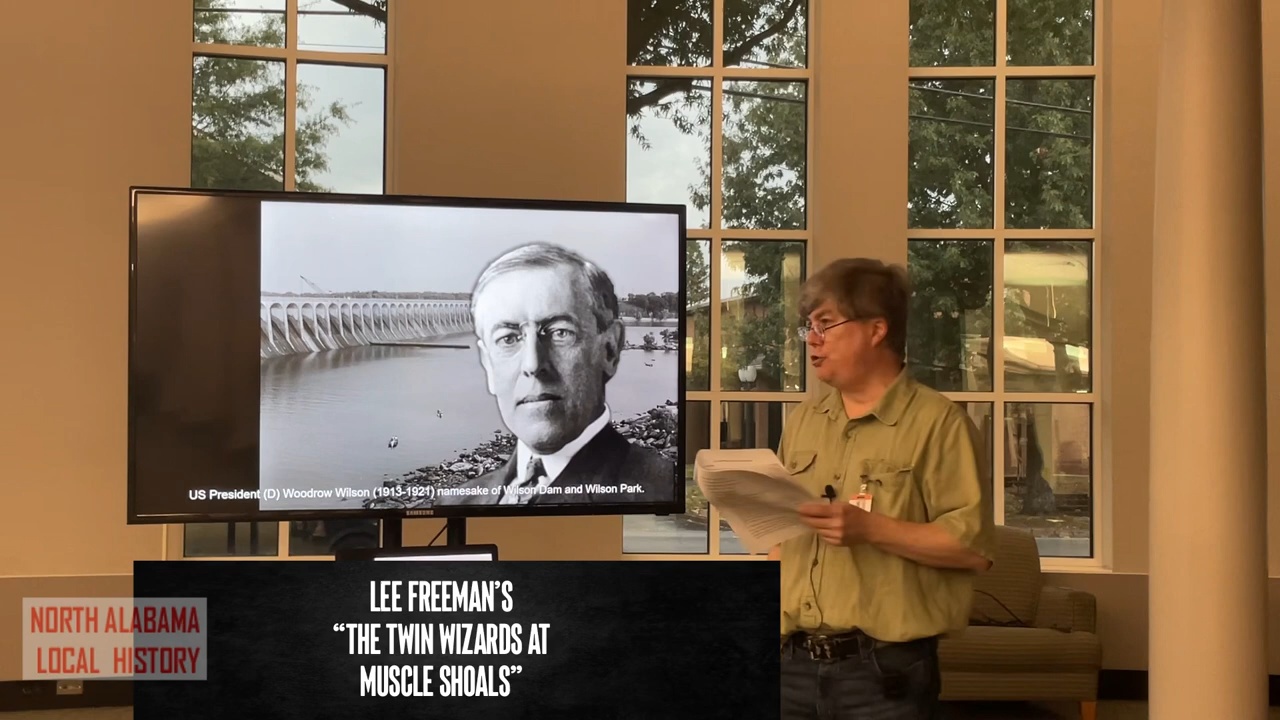 US President (D) Woodrow Wilson (1913-1921) namesake of Wilson Dam and Wilson Park.
SAMSUNG
LEE FREEMAN'S
“THE TWIN WIZARDS AT
MUSCLE SHOALS”
NORTH ALABAMA
LOCAL HISTORY